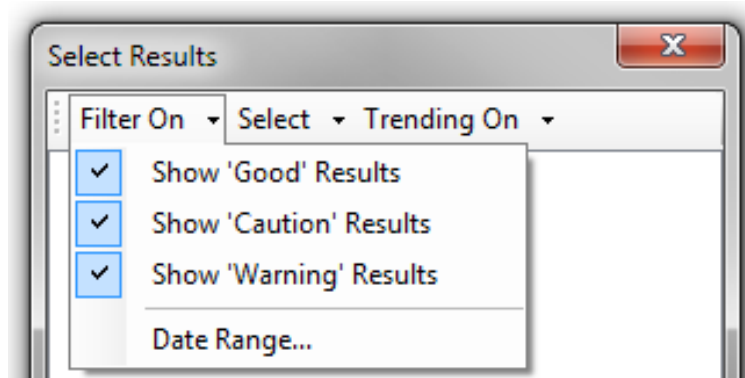 Select Results
Filter On Select Trending On
Show 'Good' Results
Show 'Caution' Results
Show 'Warning' Results
Date Range...